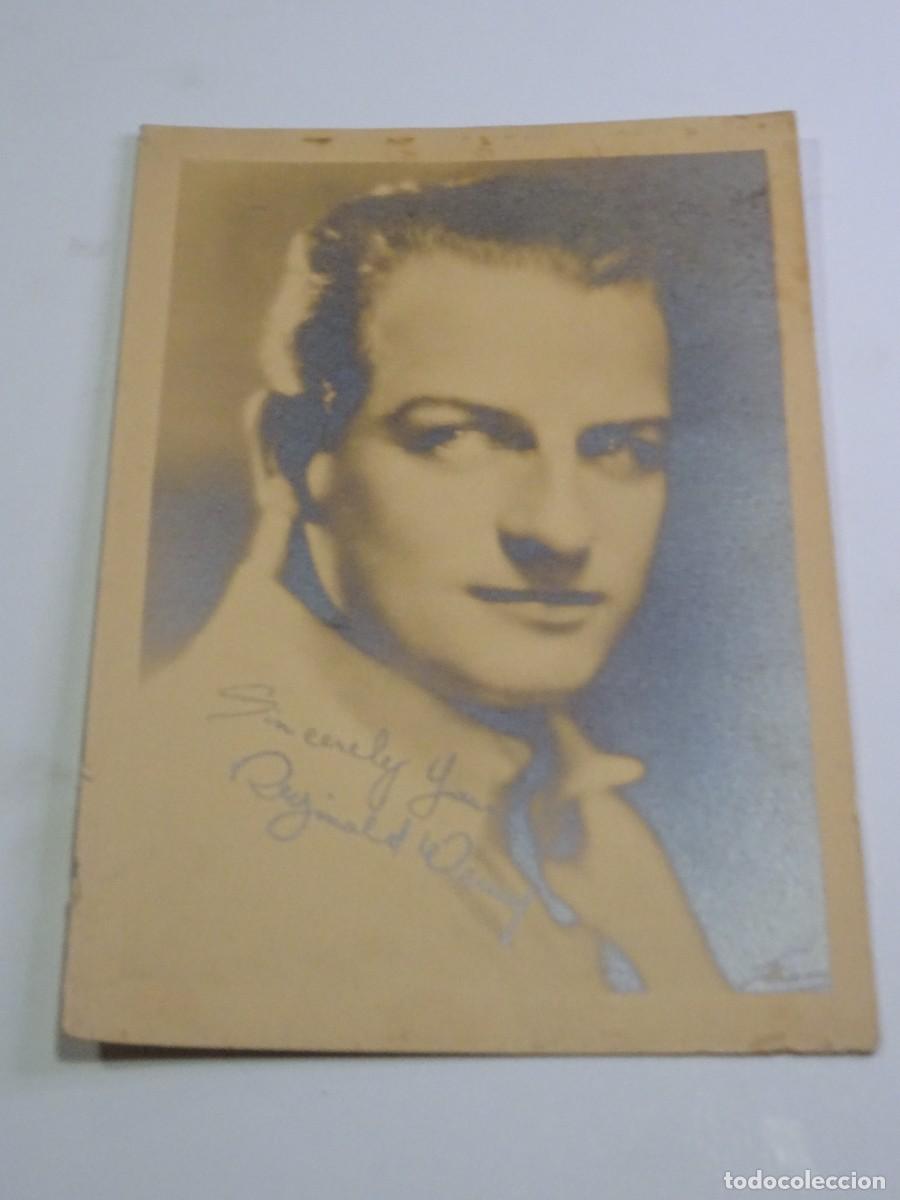 Sincerely Yours
Reginald Denny
todocoleccion